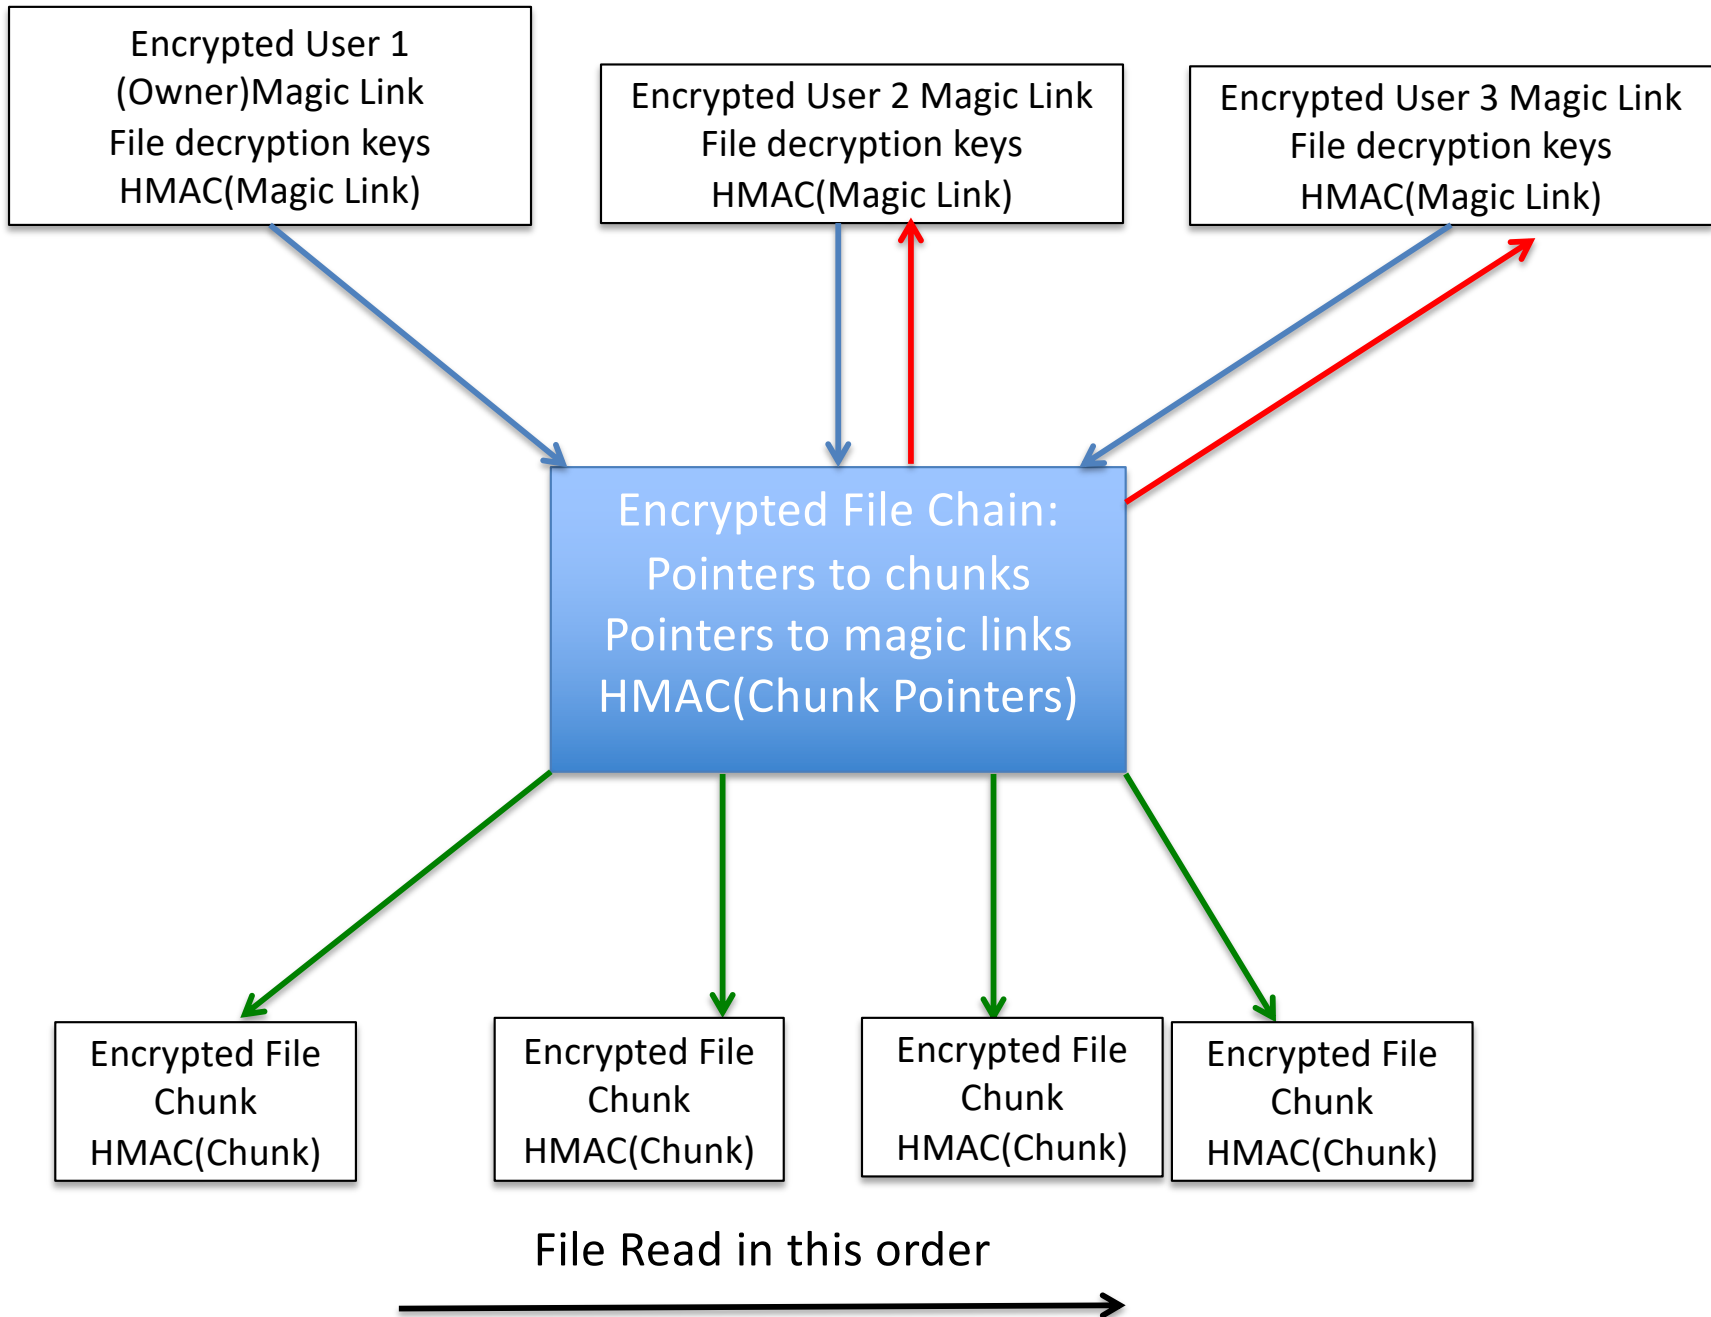 Encrypted User 1
(Owner)Magic Link
File decryption keys
HMAC(Magic Link)
Encrypted User 2 Magic Link
File decryption keys
HMAC(Magic Link)
Encrypted User 3 Magic Link
File decryption keys
HMAC(Magic Link)
Encrypted File Chain:
Pointers to chunks
Pointers to magic links
HMAC(Chunk Pointers)
Encrypted File
Chunk
HMAC(Chunk)
Encrypted File
Chunk
HMAC(Chunk)
Encrypted File
Chunk
HMAC(Chunk)
Encrypted File
Chunk
HMAC(Chunk)
File Read in this order